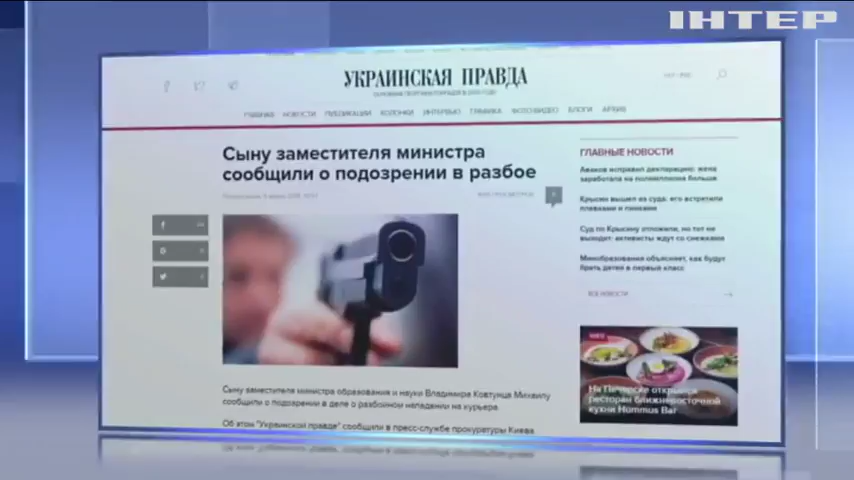 ІНТЕР
УКРАИНСКАЯ ПРАВДА
ГЛАВНАЯ НОВОСТИ ПУБЛИКАЦИИ КОЛОНКИ ИНТЕРВЬЮ ГРАФИКА ФОТО/ВИДЕО БЛОГИ АРХИВ
Сыну заместителя министра
сообщили о подозрении в разбое
ГЛАВНЫЕ НОВОСТИ
Аваков исправил декларацию: жена
заработала на полмиллиона больше
Крысин вышел из суда: его встретили
плевками и пинками
Суд по Крысину отложили, но тот не
выходит: активисты ждут со снежками
Минобразования объясняет, как будут
брать детей в первый класс
ВСЕ НОВОСТИ
На Печерске открылся
ресторан ближневосточной
кухни Hummus Bar
Сыну заместителя министра образования и науки Владимира Ковтунца Михаилу
сообщили о подозрении в деле о разбойном нападении на курьера.
Об этом "Украинской правде" сообщили в пресс-службе прокуратуры Киева.